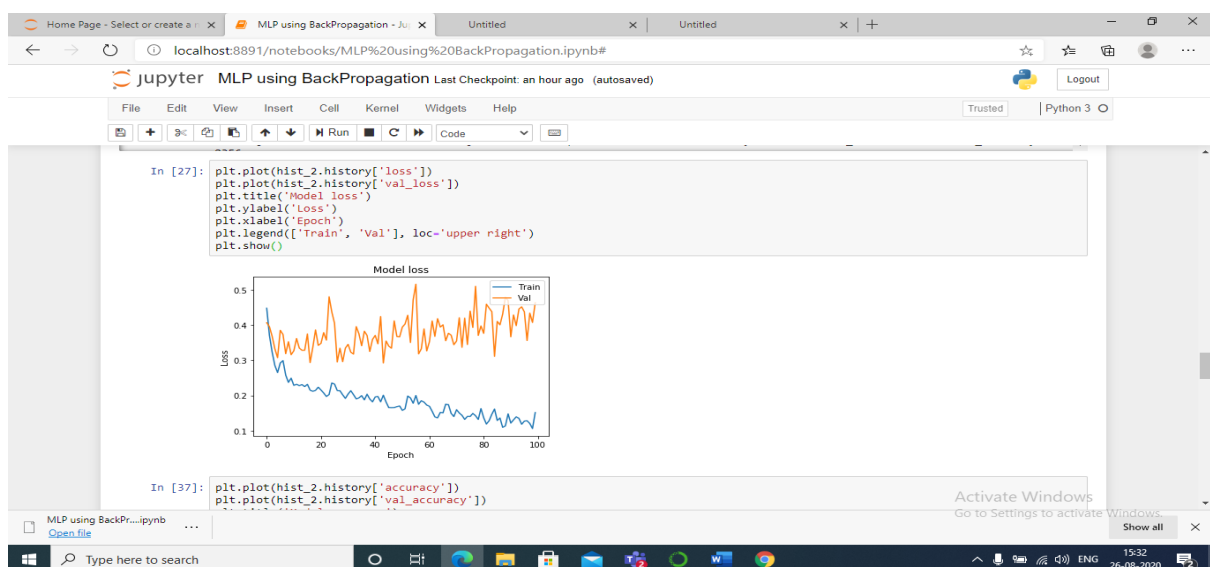 Home Page - Select or create a n
MLP using BackPropagation - Ju
Untitled
Untitled
localhost:8891/notebooks/MLP%20using%20BackPropagation.ipynb#
jupyter MLP using BackPropagation Last Checkpoint: an hour ago (autosaved)
Logout
File Edit View Insert Cell Kernel Widgets Help
Trusted
Python 3
Run
Code
In [27]: plt.plot(hist_2.history['loss'])
plt.plot(hist_2.history['val_loss'])
plt.title('Model loss')
plt.ylabel('Loss')
plt.xlabel('Epoch')
plt.legend(['Train', 'Val'], loc='upper right')
plt.show()
Model loss
Train
Val
0.5
0.4
0.3
0.2
0.1
Loss
0 20 40 60 80 100
Epoch
In [37]: plt.plot(hist_2.history['accuracy'])
plt.plot(hist_2.history['val_accuracy'])
Activate Windows
Go to Settings to activate Windows.
MLP using BackPr....ipynb
Open file
Show all
Type here to search
ENG
15:32
26-08-2020